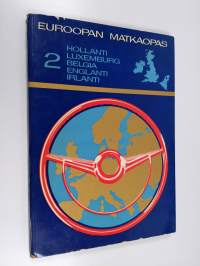 EUROOPAN MATKAOPAS
2
HOLLANTI
LUXEMBURG
BELGIA
ENGLANTI
IRLANTI